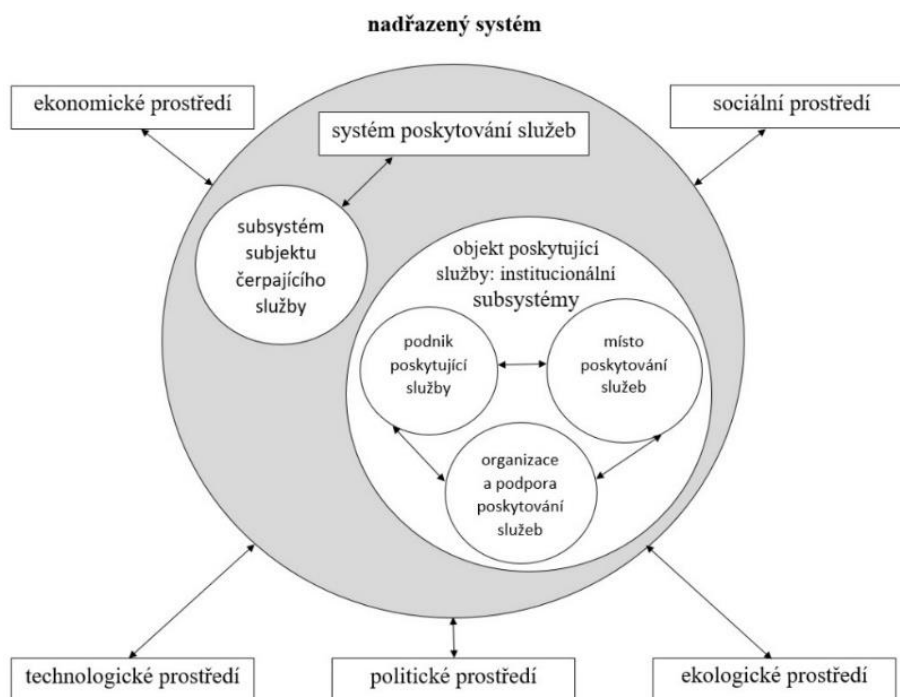 nadřazený systém
ekonomické prostředí
sociální prostředí
systém poskytování služeb
subsystém
subjektu
čerpajícího
služby
objekt poskytující
služby: institucionální
subsystémy
podnik
poskytující
služby
místo
poskytování
služeb
organizace
a podpora
poskytování
služeb
technologické prostředí
politické prostředí
ekologické prostředí